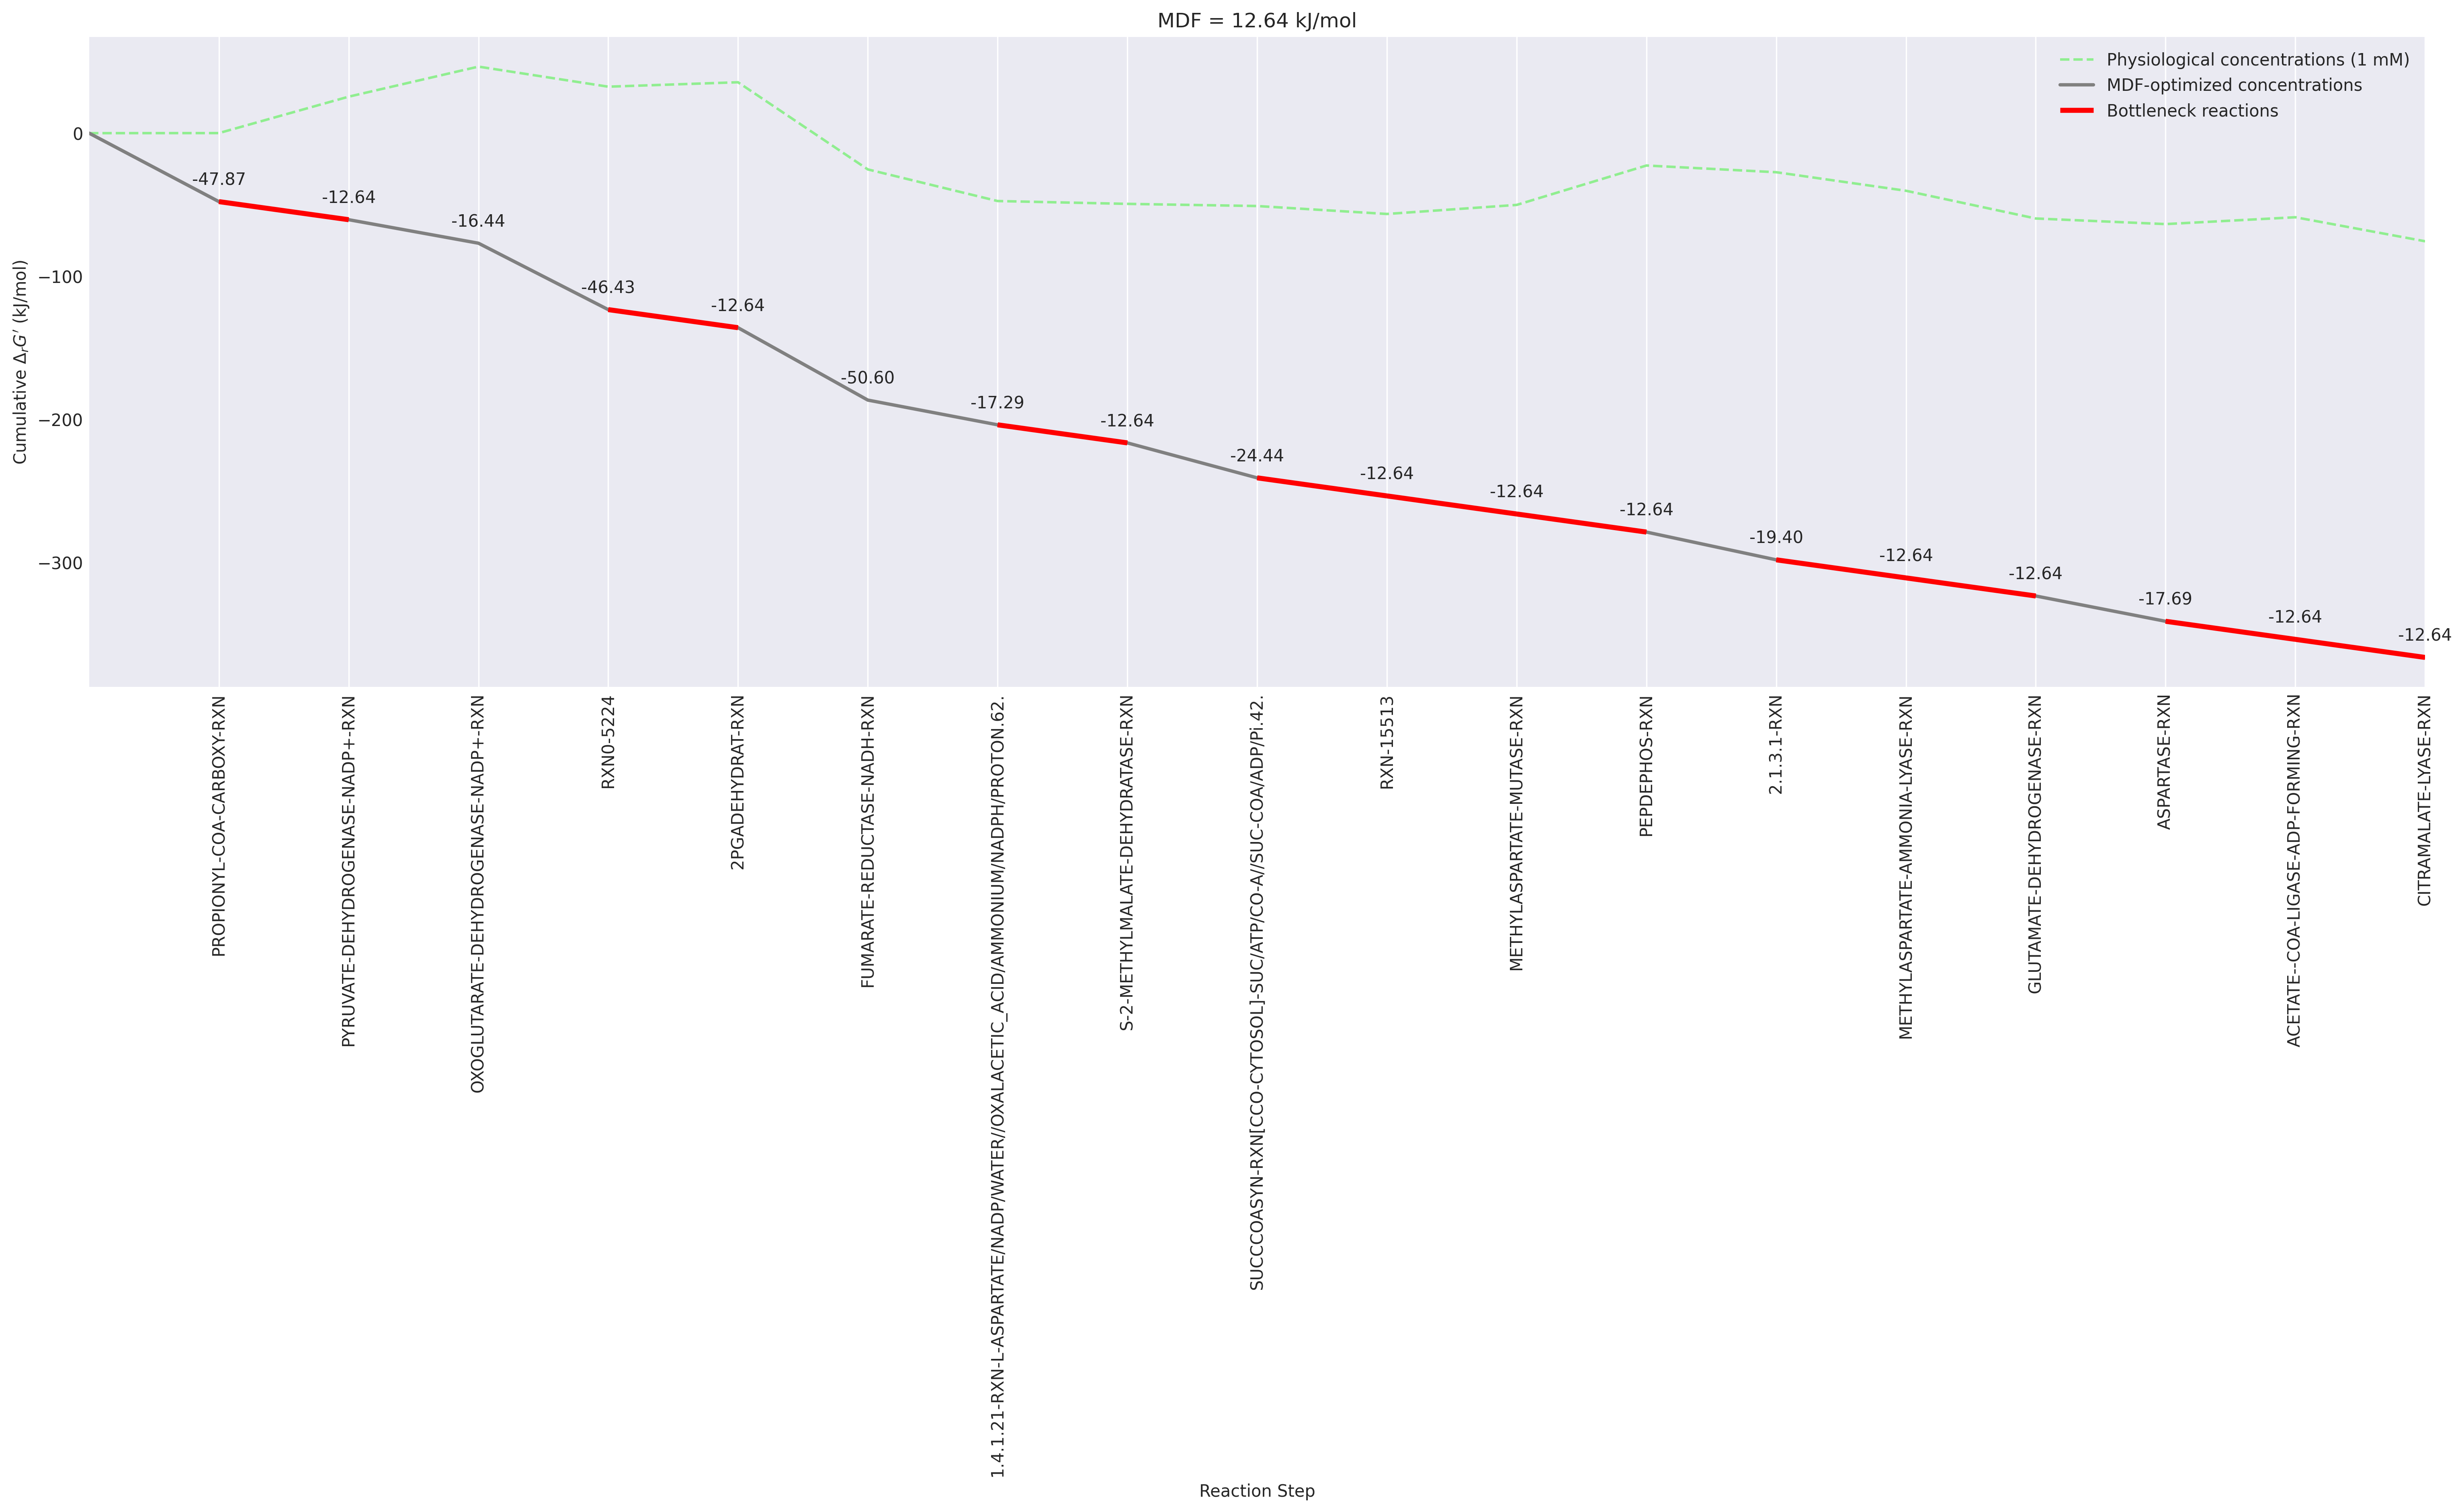 MDF = 12.64 kJ/mol
Physiological concentrations (1 mM)
MDF-optimized concentrations
Bottleneck reactions
Cumulative ΔrG′ (kJ/mol)
0
−100
−200
−300
-47.87
-12.64
-16.44
-46.43
-12.64
-50.60
-17.29
-12.64
-24.44
-12.64
-12.64
-12.64
-19.40
-12.64
-12.64
-17.69
-12.64
-12.64
PROPIONYL-COA-CARBOXY-RXN
PYRUVATE-DEHYDROGENASE-NADP+-RXN
OXOGLUTARATE-DEHYDROGENASE-NADP+-RXN
RXN0-5224
2PGADEHYDRAT-RXN
FUMARATE-REDUCTASE-NADH-RXN
1.4.1.21-RXN-L-ASPARTATE/NADP/WATER//OXALACETIC_ACID/AMMONIUM/NADPH/PROTON.62.
S-2-METHYLMALATE-DEHYDRATASE-RXN
SUCCCOASYN-RXN[CCO-CYTOSOL]-SUC/ATP/CO-A//SUC-COA/ADP/Pi.42.
RXN-15513
METHYLASPARTATE-MUTASE-RXN
PEPDEPHOS-RXN
2.1.3.1-RXN
METHYLASPARTATE-AMMONIA-LYASE-RXN
GLUTAMATE-DEHYDROGENASE-RXN
ASPARTASE-RXN
ACETATE--COA-LIGASE-ADP-FORMING-RXN
CITRAMALATE-LYASE-RXN
Reaction Step